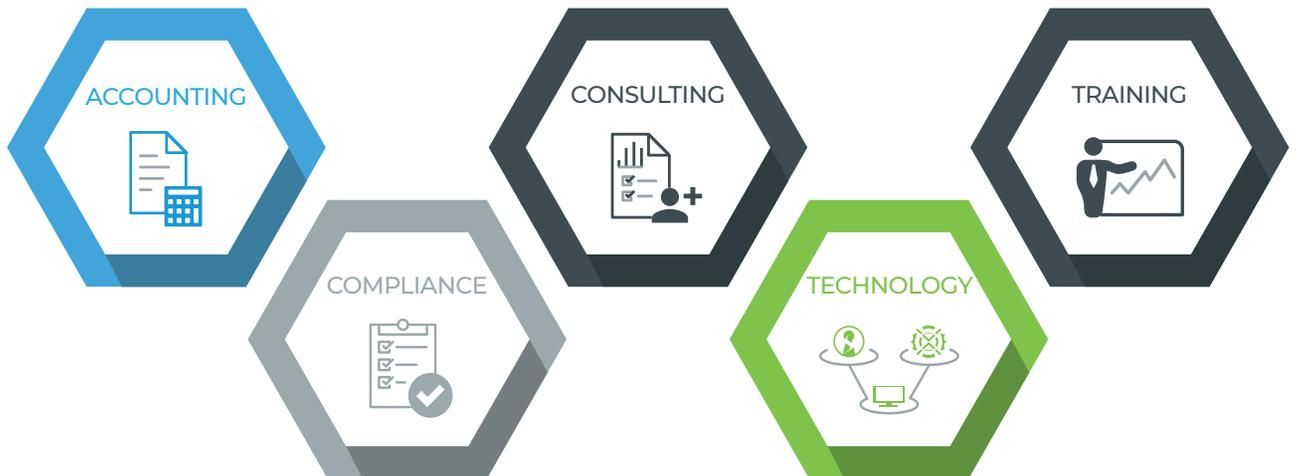 ACCOUNTING
CONSULTING
TRAINING
COMPLIANCE
TECHNOLOGY